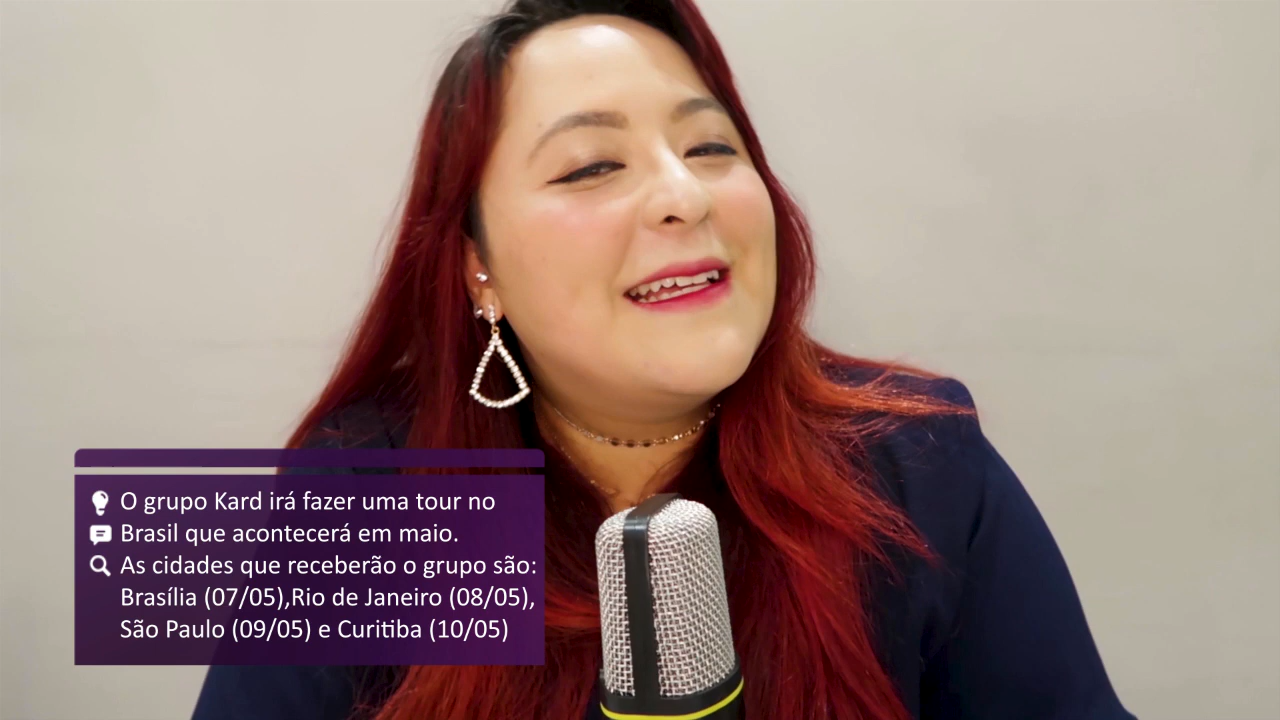 O grupo Kard irá fazer uma tour no
Brasil que acontecerá em maio.
As cidades que receberão o grupo são:
Brasília (07/05),Rio de Janeiro (08/05),
São Paulo (09/05) e Curitiba (10/05)